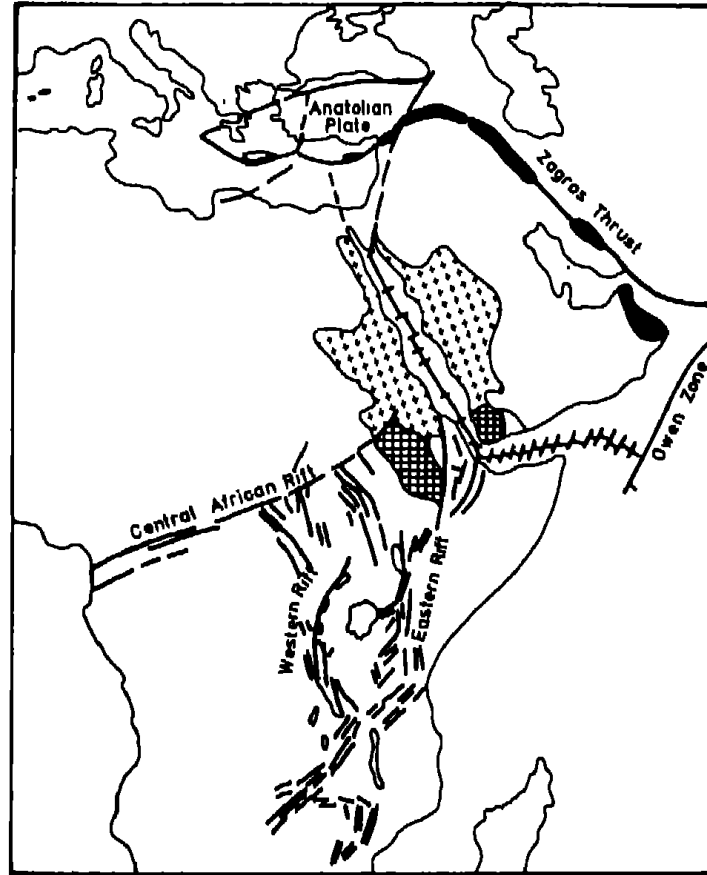 Anatolian
Plate
Zagros Thrust
Owen Zone
Central African Rift
Western Rift
Eastern Rift